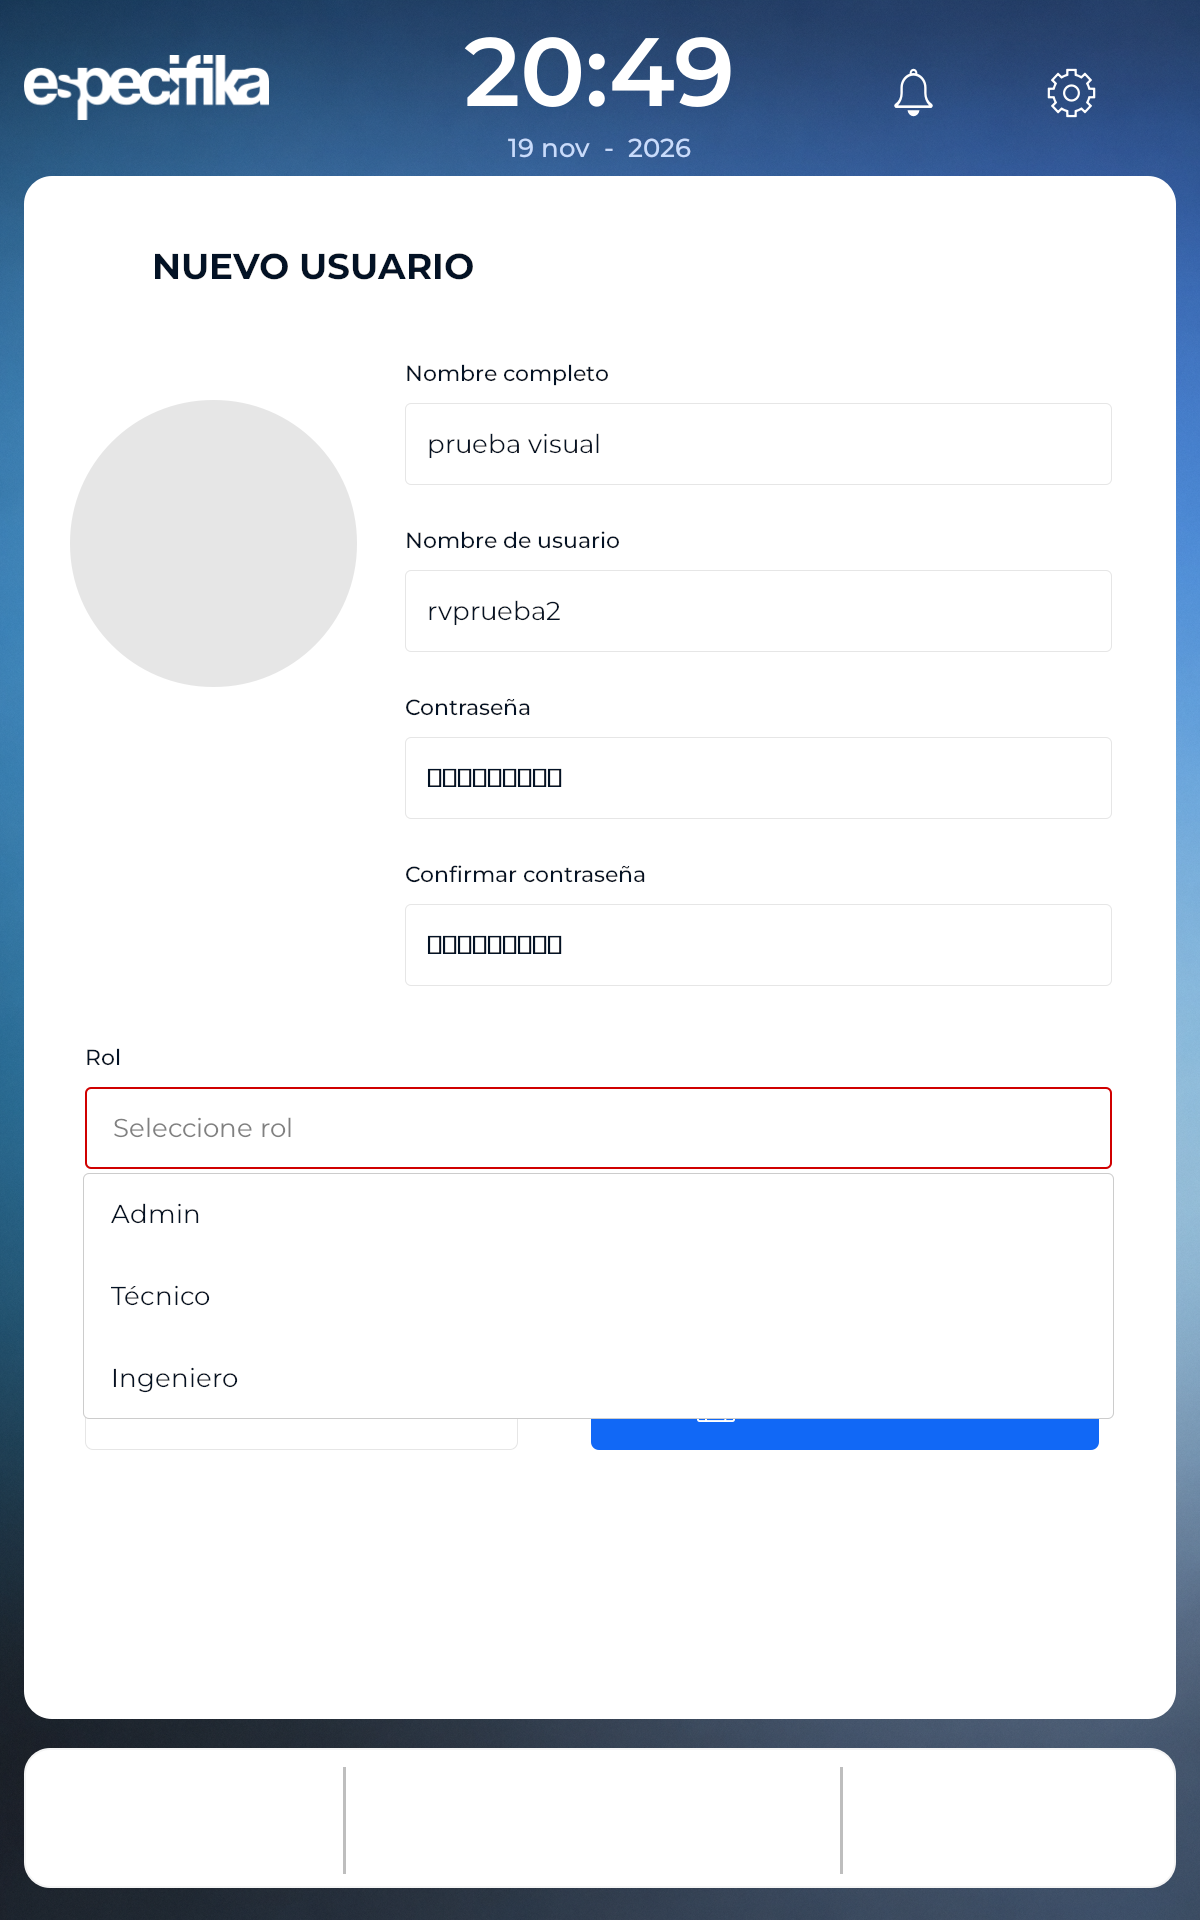 especifika
20:49
19 nov - 2026
NUEVO USUARIO
Nombre completo
prueba visual
Nombre de usuario
rvprueba2
Contraseña
▯▯▯▯▯▯▯▯▯
Confirmar contraseña
▯▯▯▯▯▯▯▯▯
Rol
Seleccione rol
Admin
Técnico
Ingeniero